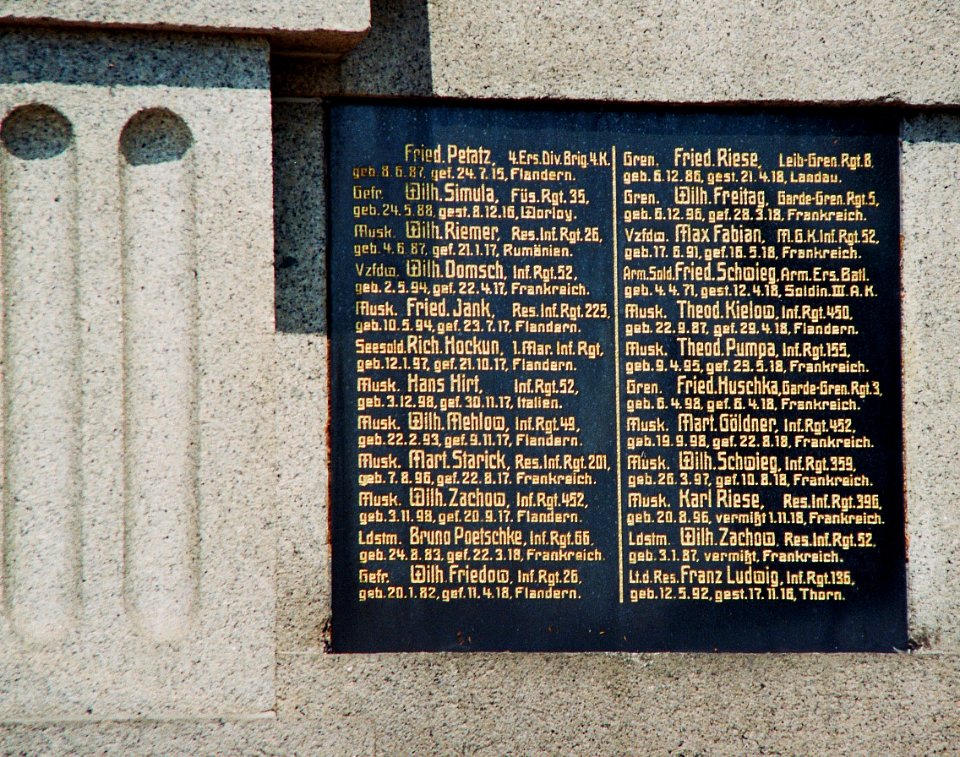 Fried. Petatz, 4.Ers.Div.Brig.4.K.
geb. 8.6.87, gef. 24.7.15, Flandern.
Gefr. Wilh. Simula, Füs. Rgt. 35,
geb. 24.5.88, gest. 8.12.16, Worloy.
Musk. Wilh. Riemer, Res. Inf. Rgt. 26,
geb. 4.6.87, gef. 21.1.17, Rumänien.
Vzfdw. Wilh. Domsch, Inf. Rgt. 52,
geb. 2.5.94, gef. 22.4.17, Frankreich.
Musk. Fried. Jank, Res. Inf. Rgt. 225,
geb. 10.5.94, gef. 23.7.17, Flandern.
Seesold. Rich. Hockun, 1. Mar. Inf. Rgt,
geb. 12.1.97, gef. 21.10.17, Flandern.
Musk. Hans Hirt, Inf. Rgt. 52,
geb. 3.12.98, gef. 30.11.17, Italien.
Musk. Wilh. Mehlow, Inf. Rgt. 49,
geb. 22.2.93, gef. 9.11.17, Flandern.
Musk. Mart. Starick, Res. Inf. Rgt. 201,
geb. 7.8.96, gef. 22.8.17. Frankreich.
Musk. Wilh. Zachow, Inf. Rgt. 452,
geb. 3.11.98, gef. 20.9.17. Flandern.
Ldstm. Bruno Poetschke, Inf. Rgt. 66,
geb. 24.8.83, gef. 22.3.18, Frankreich.
Gefr. Wilh. Friedow, Inf. Rgt. 26,
geb. 20.1.82, gef. 11.4.18, Flandern.
Gren. Fried. Riese, Leib-Gren. Rgt. 8,
geb. 6.12.86, gest. 21.4.18, Landau.
Gren. Wilh. Freitag, Garde-Gren. Rgt. 5,
geb. 6.12.96, gef. 28.3.18, Frankreich.
Vzfdw. Max Fabian, M.G.K. Inf. Rgt. 52,
geb. 17.6.91, gef. 16.5.18, Frankreich.
Arm. Sold. Fried. Schwieg, Arm. Ers. Batl.
geb. 4.4.71, gest. 12.4.18, Soldin. III. A.K.
Musk. Theod. Kielow, Inf. Rgt. 450,
geb. 22.9.87, gef. 29.4.18, Flandern.
Musk. Theod. Pumpa, Inf. Rgt. 155,
geb. 9.4.95, gef. 29.5.18, Frankreich.
Gren. Fried. Huschka, Garde-Gren. Rgt. 3,
geb. 6.4.98, gef. 6.4.18, Frankreich.
Musk. Mart. Göldner, Inf. Rgt. 452,
geb. 19.9.98, gef. 22.8.18, Frankreich.
Musk. Wilh. Schwieg, Inf. Rgt. 359,
geb. 26.3.97, gef. 10.8.18, Frankreich.
Musk. Karl Riese, Res. Inf. Rgt. 396,
geb. 20.8.96, vermißt 1.11.18, Frankreich.
Ldstm. Wilh. Zachow, Res. Inf. Rgt. 52,
geb. 3.1.87, vermißt, Frankreich.
Lt. d. Res. Franz Ludwig, Inf. Rgt. 136,
geb. 12.5.92, gest. 17.11.16, Thorn.